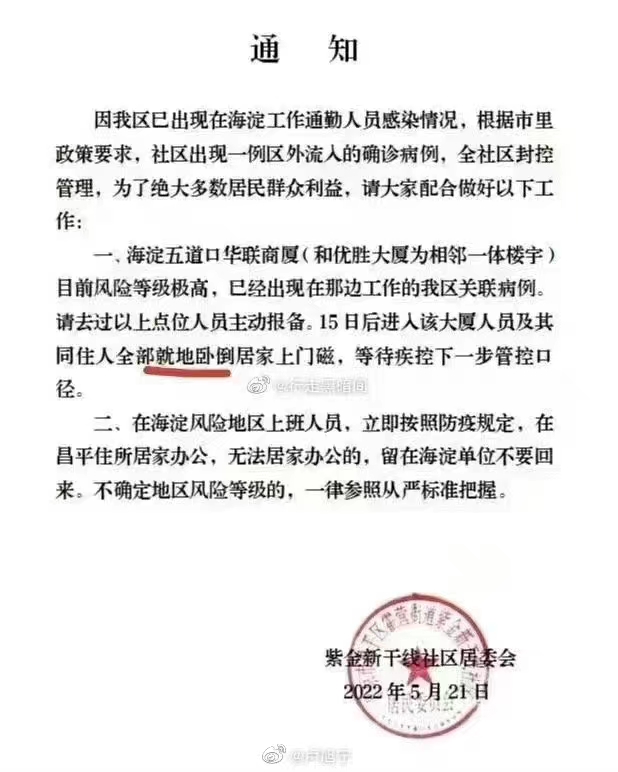 通 知
因我区已出现在海淀工作通勤人员感染情况，根据市里
政策要求，社区出现一例区外流入的确诊病例，全社区封控
管理，为了绝大多数居民群众利益，请大家配合做好以下工
作：
一、海淀五道口华联商厦（和优胜大厦为相邻一体楼宇）
目前风险等级极高，已经出现在那边工作的我区关联病例。
请去过以上点位人员主动报备。15日后进入该大厦人员及其
同住人全部就地卧倒居家上门磁，等待疾控下一步管控口
径。
二、在海淀风险地区上班人员，立即按照防疫规定，在
昌平住所居家办公，无法居家办公的，留在海淀单位不要回
来。不确定地区风险等级的，一律参照从严标准把握。
紫金新干线社区居委会
2022年5月21日
居民委员会